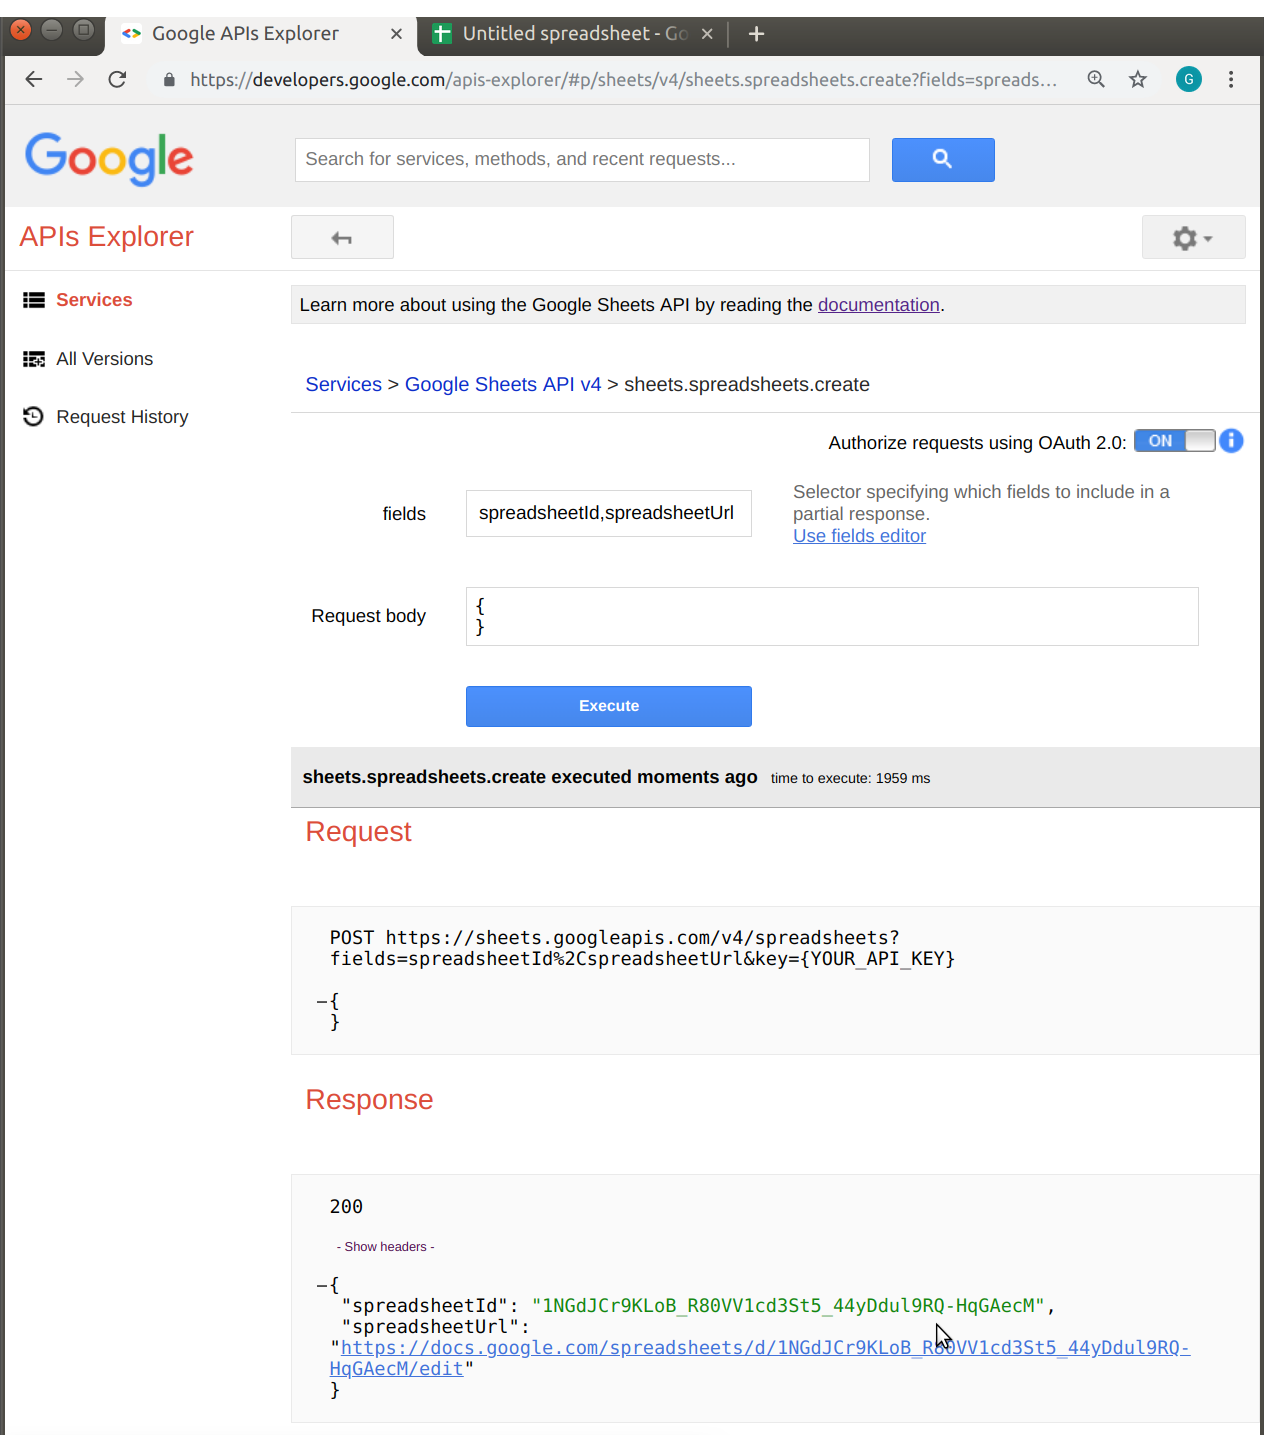 Google APIs Explorer
Untitled spreadsheet - Go
https://developers.google.com/apis-explorer/#p/sheets/v4/sheets.spreadsheets.create?fields=spreads...
G
Google
Search for services, methods, and recent requests...
APIs Explorer
Services
Learn more about using the Google Sheets API by reading the documentation.
All Versions
Services > Google Sheets API v4 > sheets.spreadsheets.create
Request History
Authorize requests using OAuth 2.0: ON i
fields
spreadsheetId,spreadsheetUrl
Selector specifying which fields to include in a
partial response.
Use fields editor
Request body
{
}
Execute
sheets.spreadsheets.create executed moments ago time to execute: 1959 ms
Request
POST https://sheets.googleapis.com/v4/spreadsheets?
fields=spreadsheetId%2CspreadsheetUrl&key={YOUR_API_KEY}
–{
}
Response
200
- Show headers -
–{
"spreadsheetId": "1NGdJCr9KLoB_R80VV1cd3St5_44yDdul9RQ-HqGAecM",
"spreadsheetUrl":
"https://docs.google.com/spreadsheets/d/1NGdJCr9KLoB_R80VV1cd3St5_44yDdul9RQ-
HqGAecM/edit"
}